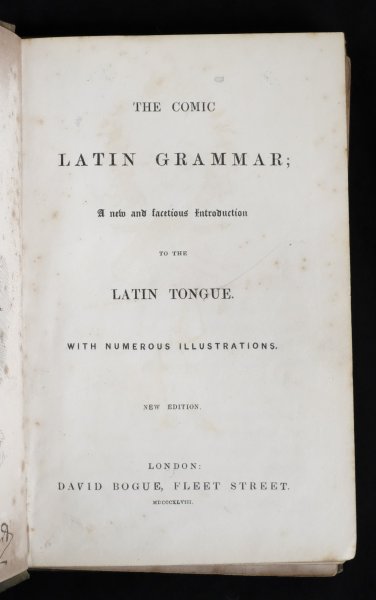 THE COMIC
LATIN GRAMMAR;
A new and facetious Introduction
TO THE
LATIN TONGUE.
WITH NUMEROUS ILLUSTRATIONS.
NEW EDITION.
LONDON:
DAVID BOGUE, FLEET STREET.
MDCCCXLVIII.